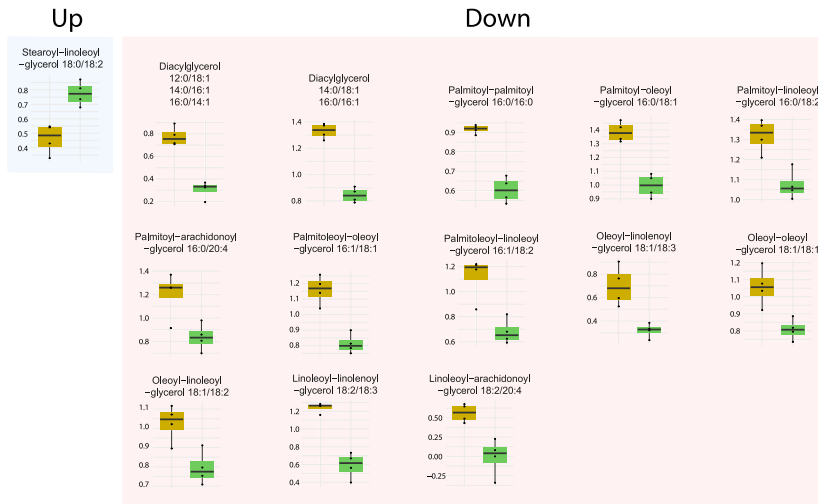 Up
Down
Stearoyl−linoleoyl
−glycerol 18:0/18:2
0.8
0.7
0.6
0.5
0.4
Diacylglycerol
12:0/18:1
14:0/16:1
16:0/14:1
0.8
0.6
0.4
0.2
Diacylglycerol
14:0/18:1
16:0/16:1
1.4
1.2
1.0
0.8
Palmitoyl−palmitoyl
−glycerol 16:0/16:0
0.9
0.8
0.7
0.6
Palmitoyl−oleoyl
−glycerol 16:0/18:1
1.4
1.3
1.2
1.1
1.0
0.9
Palmitoyl−linoleoyl
−glycerol 16:0/18:2
1.4
1.3
1.2
1.1
1.0
Palmitoyl−arachidonoyl
−glycerol 16:0/20:4
1.4
1.2
1.0
0.8
Palmitoleoyl−oleoyl
−glycerol 16:1/18:1
1.2
1.1
1.0
0.9
0.8
Palmitoleoyl−linoleoyl
−glycerol 16:1/18:2
1.2
1.0
0.8
0.6
Oleoyl−linolenoyl
−glycerol 18:1/18:3
0.8
0.6
0.4
Oleoyl−oleoyl
−glycerol 18:1/18:1
1.2
1.1
1.0
0.9
0.8
Oleoyl−linoleoyl
−glycerol 18:1/18:2
1.1
1.0
0.9
0.8
0.7
Linoleoyl−linolenoyl
−glycerol 18:2/18:3
1.2
1.0
0.8
0.6
0.4
Linoleoyl−arachidonoyl
−glycerol 18:2/20:4
0.50
0.25
0.00
−0.25